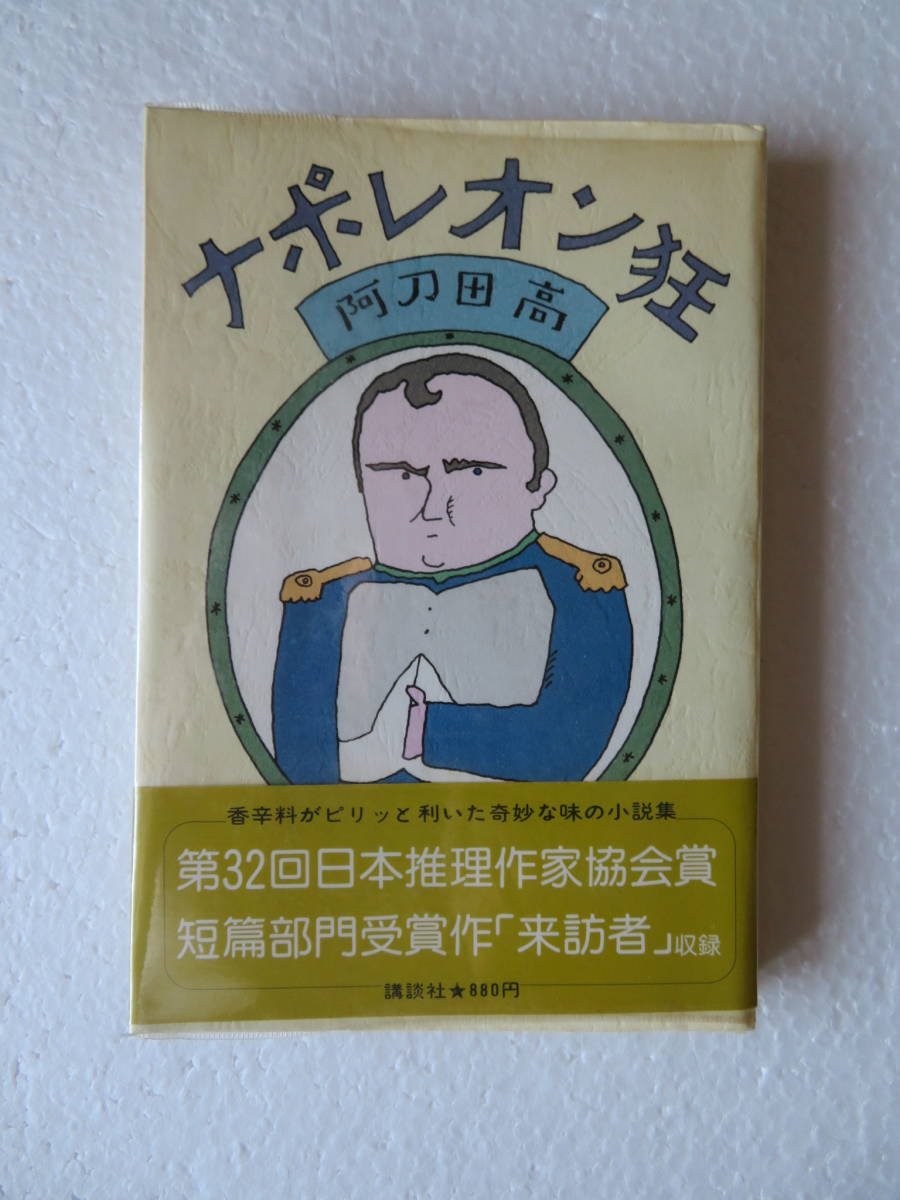 ナポレオン狂
阿刀田高
香辛料がピリッと利いた奇妙な味の小説集
第32回日本推理作家協会賞
短篇部門受賞作「来訪者」収録
講談社★880円